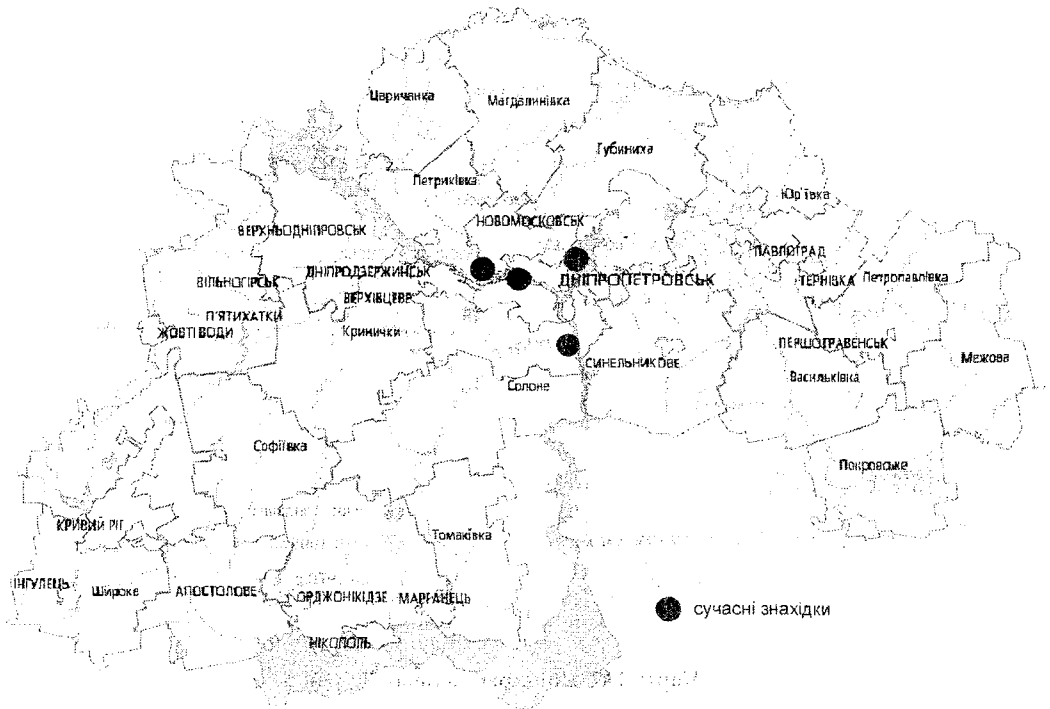 Царичанка
Магдалинівка
Губиниха
Петриківка
Юр'ївка
НОВОМОСКОВСЬК
ВЕРХНЬОДНІПРОВСЬК
ПАВЛОГРАД
ДНІПРОДЗЕРЖИНСЬК
ДНІПРОПЕТРОВСЬК
ВІЛЬНОГІРСЬК
ТЕРНІВКА
Петропавлівка
ВЕРХІВЦЕВЕ
П'ЯТИХАТКИ
ЖОВТІ ВОДИ
Кринички
ПЕРШОТРАВЕНСЬК
Межова
СИНЕЛЬНИКОВЕ
Васильківка
Солоне
Софіївка
Покровське
КРИВИЙ РІГ
Томаківка
ІНГУЛЕЦЬ
Широке
АПОСТОЛОВЕ
ОРДЖОНІКІДЗЕ
МАРГАНЕЦЬ
сучасні знахідки
НІКОПОЛЬ